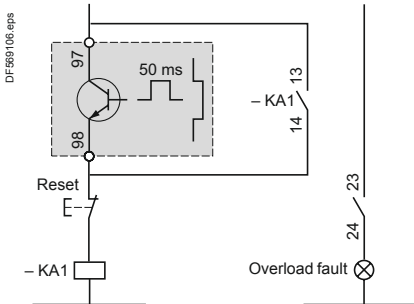 DF569106.eps
97
50 ms
98
13
– KA1
14
Reset
23
24
– KA1
Overload fault